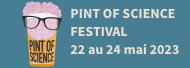 PINT OF
SCIENCE
PINT OF SCIENCE
FESTIVAL
22 au 24 mai 2023